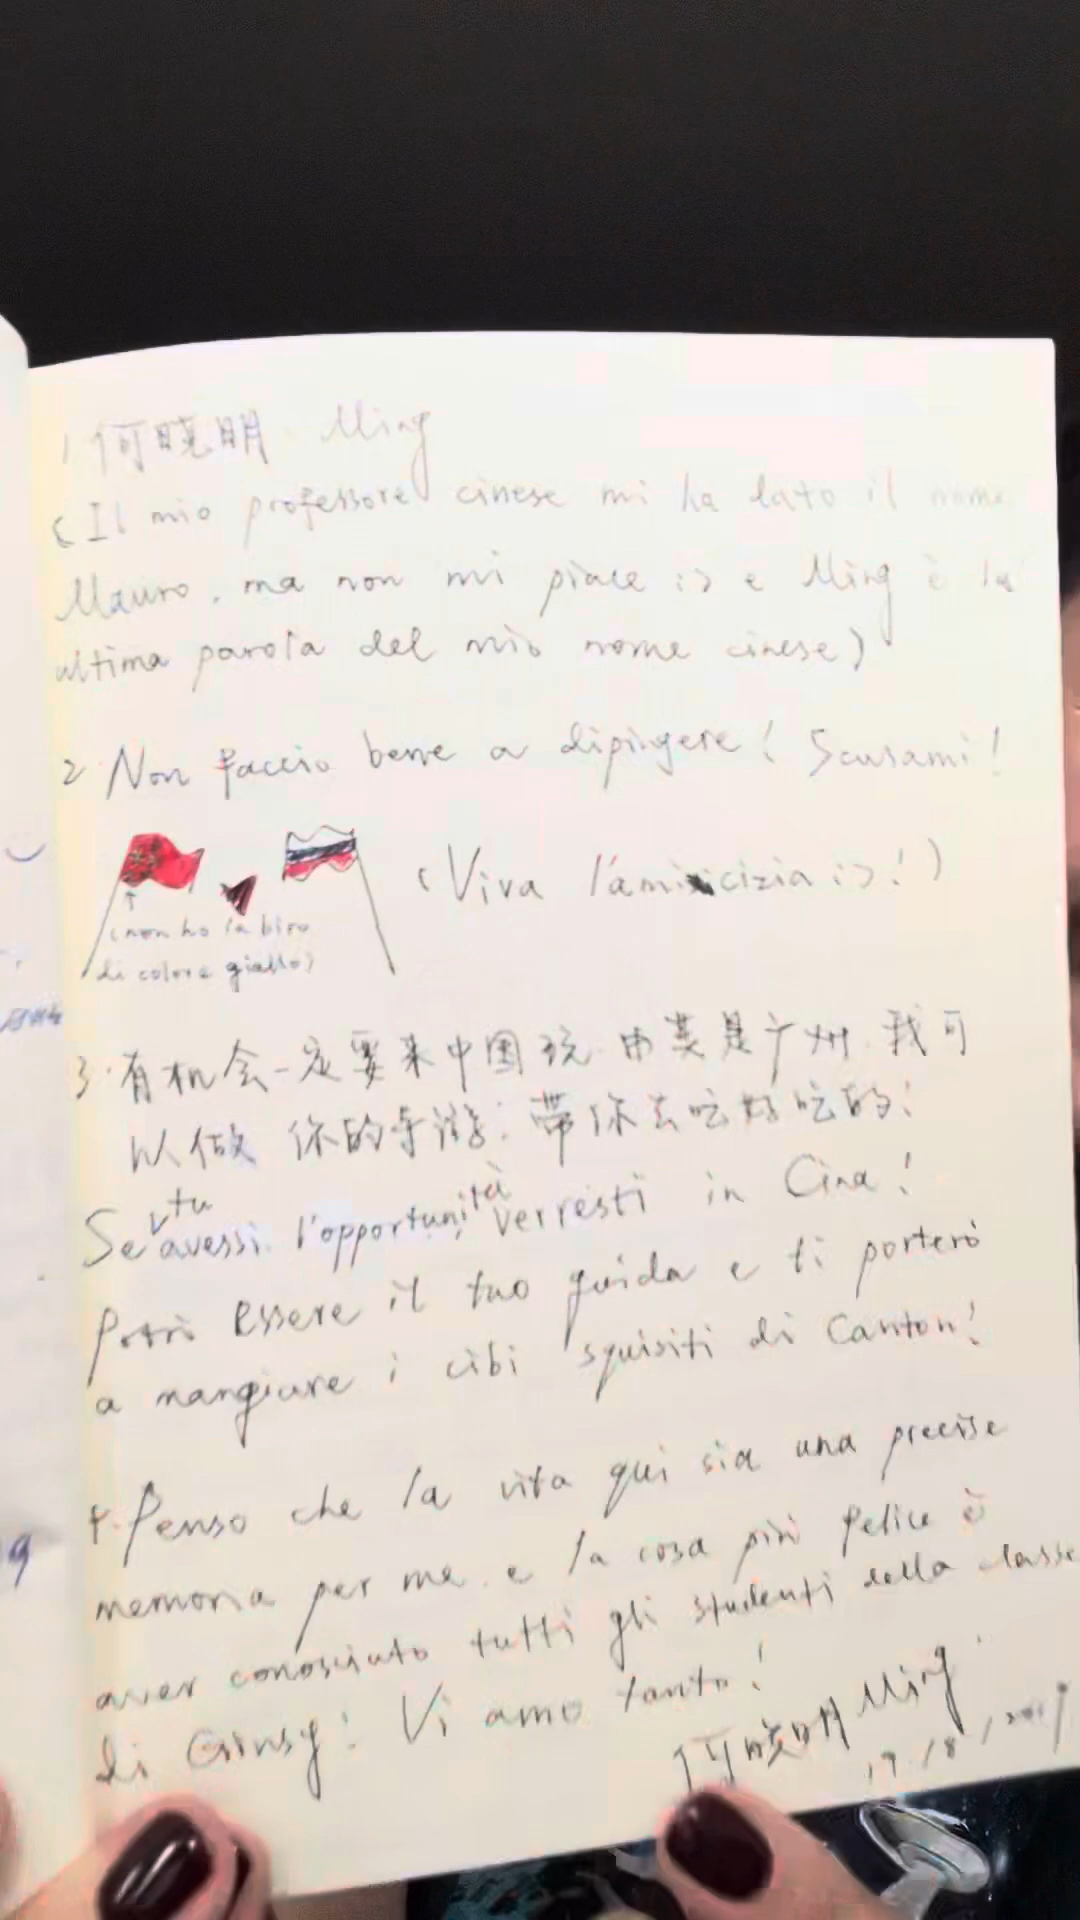 1 何晓明 Ming
(Il mio professore cinese mi ha dato il nome
Mauro, ma non mi piace :) e Ming è la
ultima parola del mio nome cinese)
2 Non faccio bene a dipingere! Scusami!
(Viva l'amicizia :)!)
(non ho la biro
di colore giallo)
3. 有机会一定要来中国玩 是广州 我可
以做 你的导游! 带你去吃好吃的!
Se tu avessi l'opportunità verresti in Cina!
Potrò essere il tuo guida e ti porterò
a mangiare i cibi squisiti di Canton!
4. Penso che la vita qui sia una precise
memoria per me e la cosa più felice è
aver conosciuto tutti gli studenti della classe
di! Vi amo tanto!
何晓明 Ming